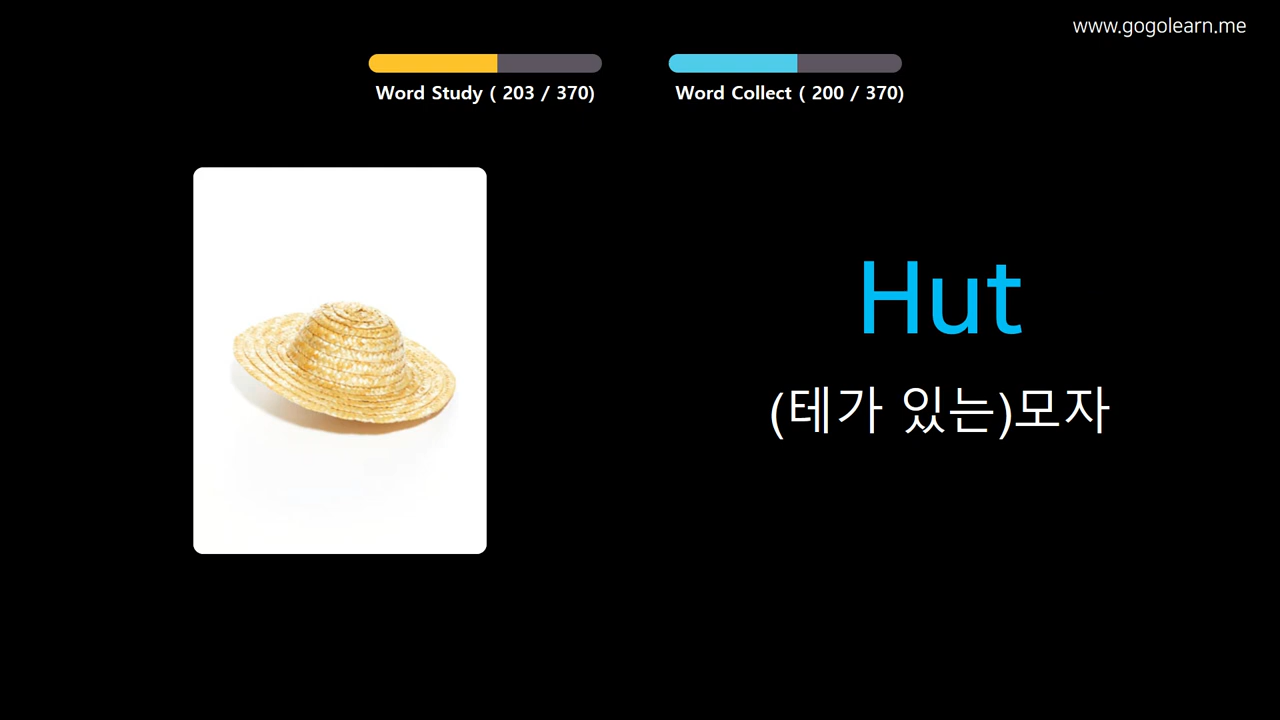 www.gogolearn.me
Word Study ( 203 / 370)
Word Collect ( 200 / 370)
Hut
(테가 있는)모자